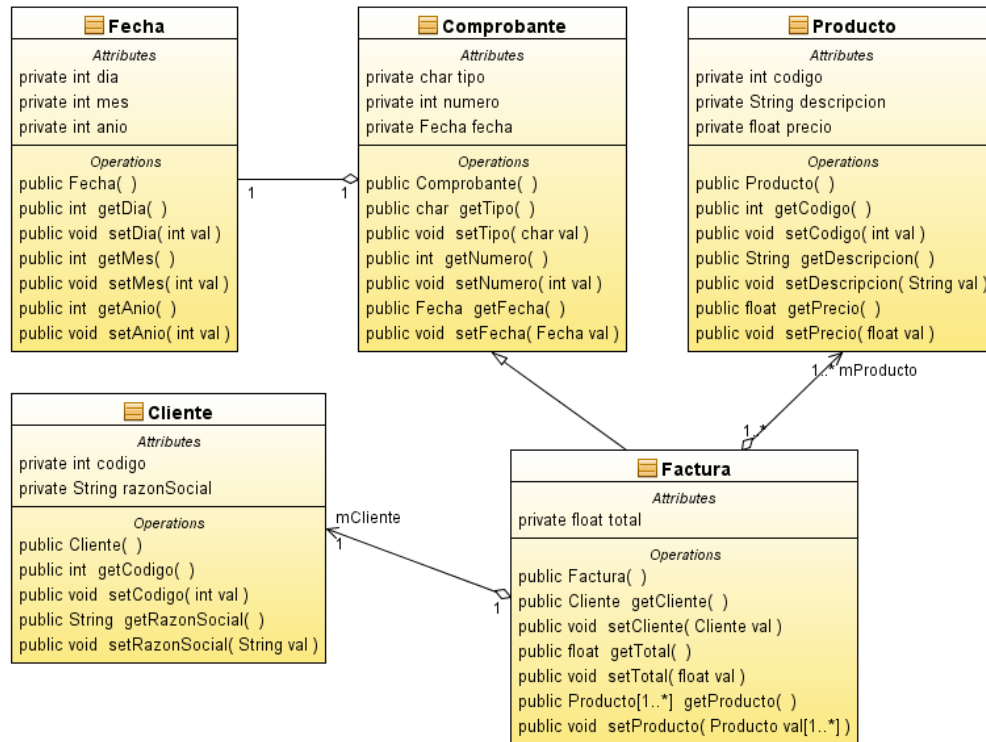 Fecha
Attributes
private int dia
private int mes
private int anio
Operations
public Fecha( )
public int getDia( )
public void setDia( int val )
public int getMes( )
public void setMes( int val )
public int getAnio( )
public void setAnio( int val )
1
1
Comprobante
Attributes
private char tipo
private int numero
private Fecha fecha
Operations
public Comprobante( )
public char getTipo( )
public void setTipo( char val )
public int getNumero( )
public void setNumero( int val )
public Fecha getFecha( )
public void setFecha( Fecha val )
Producto
Attributes
private int codigo
private String descripcion
private float precio
Operations
public Producto( )
public int getCodigo( )
public void setCodigo( int val )
public String getDescripcion( )
public void setDescripcion( String val )
public float getPrecio( )
public void setPrecio( float val )
1..* mProducto
1..*
Cliente
Attributes
private int codigo
private String razonSocial
Operations
public Cliente( )
public int getCodigo( )
public void setCodigo( int val )
public String getRazonSocial( )
public void setRazonSocial( String val )
mCliente
1
1
Factura
Attributes
private float total
Operations
public Factura( )
public Cliente getCliente( )
public void setCliente( Cliente val )
public float getTotal( )
public void setTotal( float val )
public Producto[1..*] getProducto( )
public void setProducto( Producto val[1..*] )